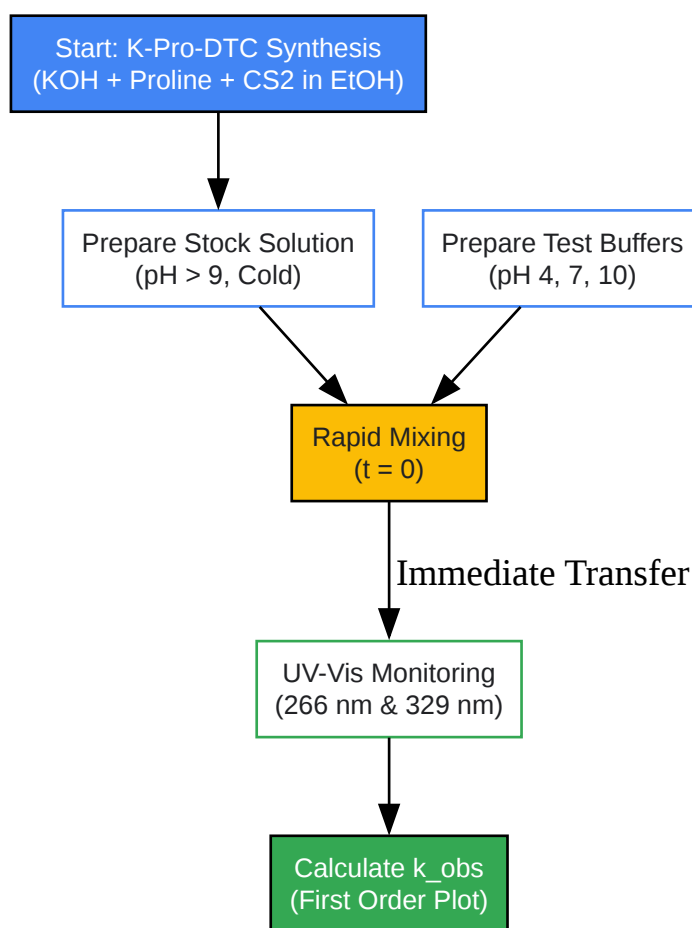 Start: K-Pro-DTC Synthesis
(KOH + Proline + CS2 in EtOH)
Prepare Stock Solution
(pH > 9, Cold)
Prepare Test Buffers
(pH 4, 7, 10)
Rapid Mixing
(t = 0)
Immediate Transfer
UV-Vis Monitoring
(266 nm & 329 nm)
Calculate k_obs
(First Order Plot)